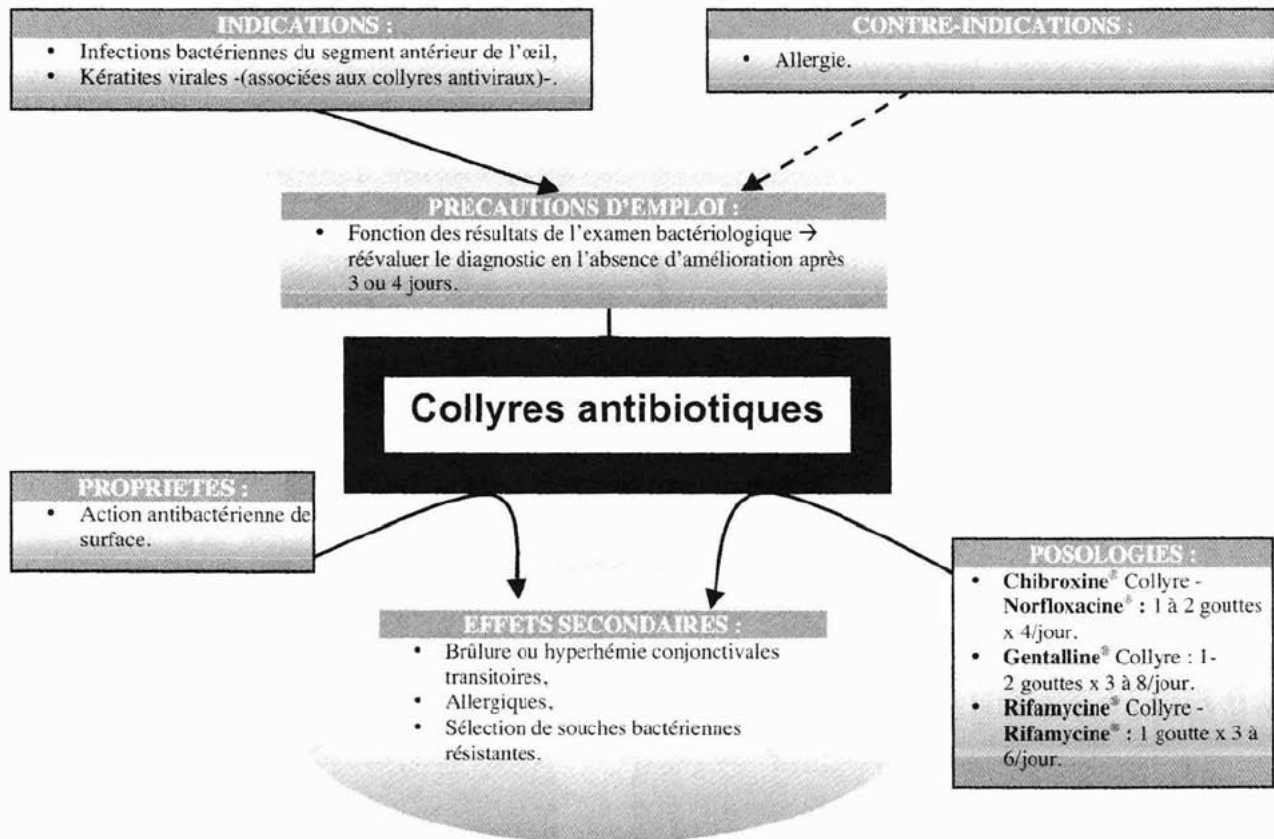 INDICATIONS :
• Infections bactériennes du segment antérieur de l'œil,
• Kératites virales -(associées aux collyres antiviraux)-.
CONTRE-INDICATIONS :
• Allergie.
PRECAUTIONS D'EMPLOI :
• Fonction des résultats de l'examen bactériologique →
réévaluer le diagnostic en l'absence d'amélioration après
3 ou 4 jours.
Collyres antibiotiques
PROPRIETES :
• Action antibactérienne de
surface.
EFFETS SECONDAIRES :
• Brûlure ou hyperhémie conjonctivales
transitoires,
• Allergiques,
• Sélection de souches bactériennes
résistantes.
POSOLOGIES :
• Chibroxine® Collyre -
Norfloxacine® : 1 à 2 gouttes
x 4/jour.
• Gentalline® Collyre : 1-
2 gouttes x 3 à 8/jour.
• Rifamycine® Collyre -
Rifamycine® : 1 goutte x 3 à
6/jour.